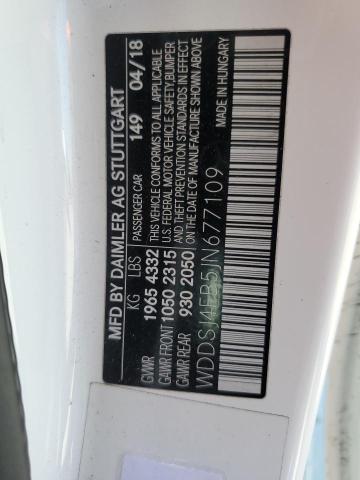 MFD BY DAIMLER AG STUTTGART
KG LBS PASSENGER CAR 149 04/18
GVWR 1965 4332 THIS VEHICLE CONFORMS TO ALL APPLICABLE
GAWR FRONT 1050 2315 U.S. FEDERAL MOTOR VEHICLE SAFETY, BUMPER
GAWR REAR 930 2050 AND THEFT PREVENTION STANDARDS IN EFFECT
ON THE DATE OF MANUFACTURE SHOWN ABOVE
WDDSJ4EB5JN677109 MADE IN HUNGARY